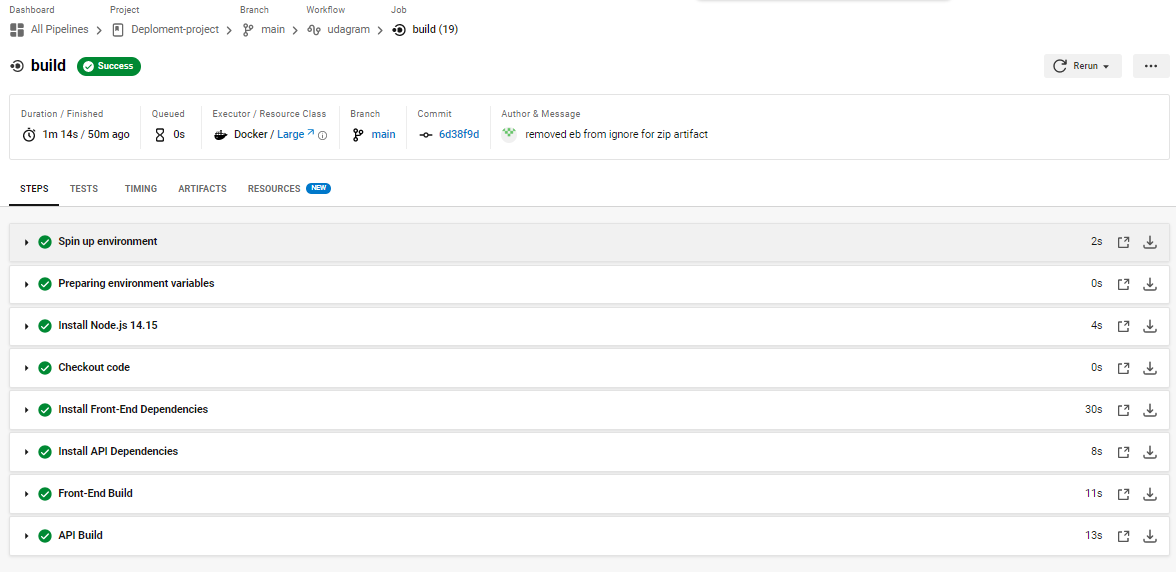 Dashboard Project Branch Workflow Job
All Pipelines Deploment-project main udagram build (19)
build Success Rerun
Duration / Finished Queued Executor / Resource Class Branch Commit Author & Message
1m 14s / 50m ago 0s Docker / Large main 6d38f9d removed eb from ignore for zip artifact
STEPS TESTS TIMING ARTIFACTS RESOURCES NEW
Spin up environment 2s
Preparing environment variables 0s
Install Node.js 14.15 4s
Checkout code 0s
Install Front-End Dependencies 30s
Install API Dependencies 8s
Front-End Build 11s
API Build 13s